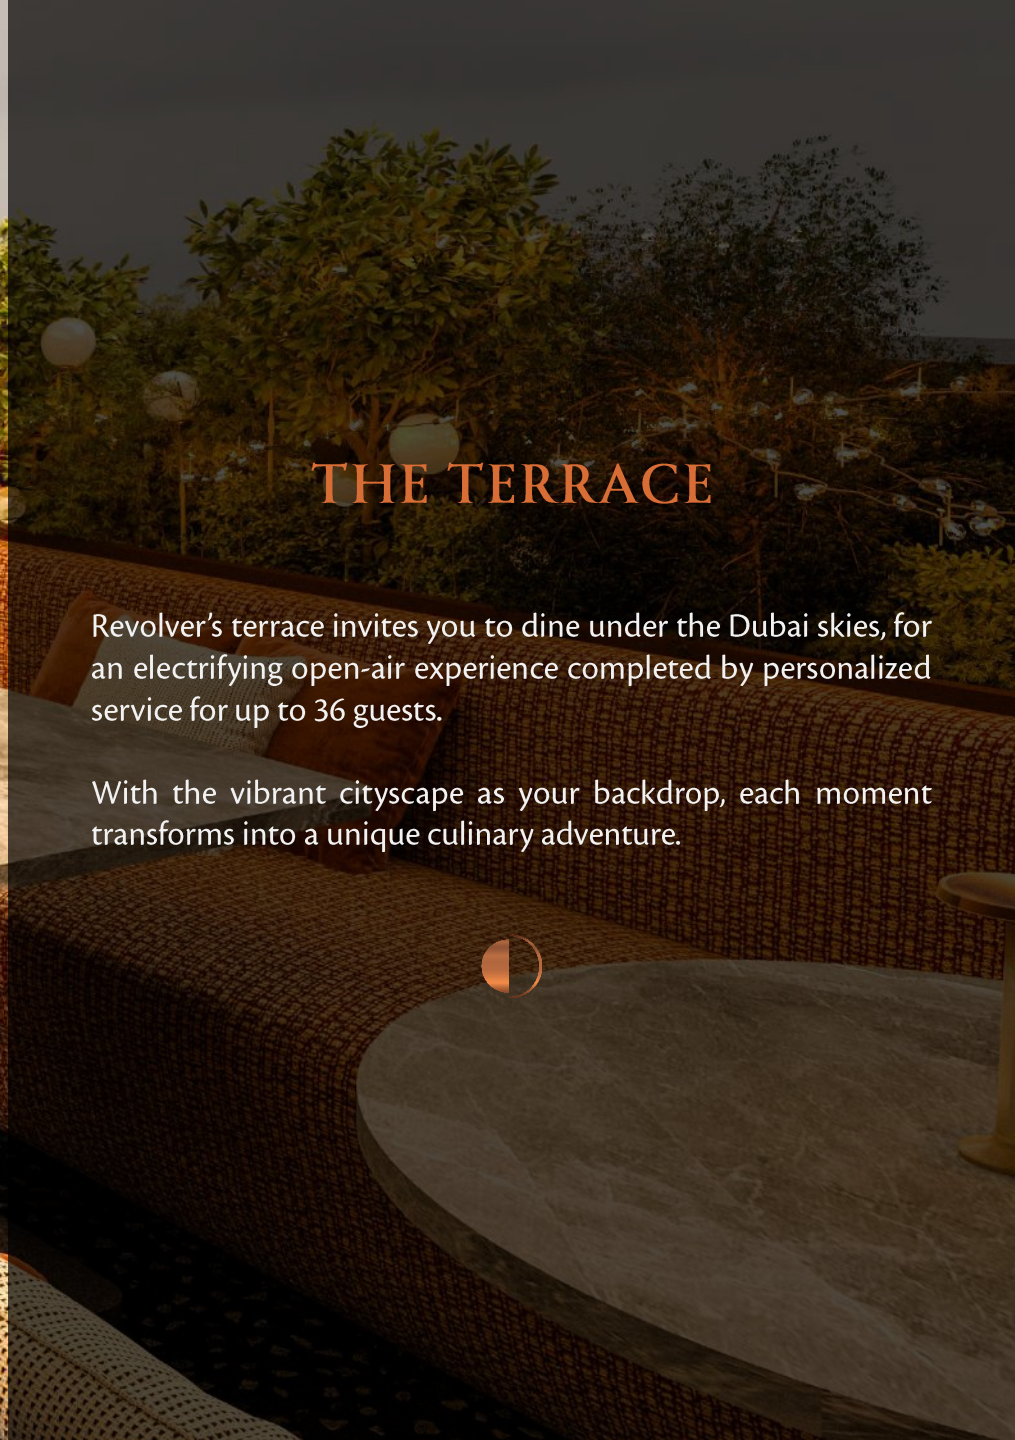 THE TERRACE
Revolver’s terrace invites you to dine under the Dubai skies, for
an electrifying open-air experience completed by personalized
service for up to 36 guests.
With the vibrant cityscape as your backdrop, each moment
transforms into a unique culinary adventure.